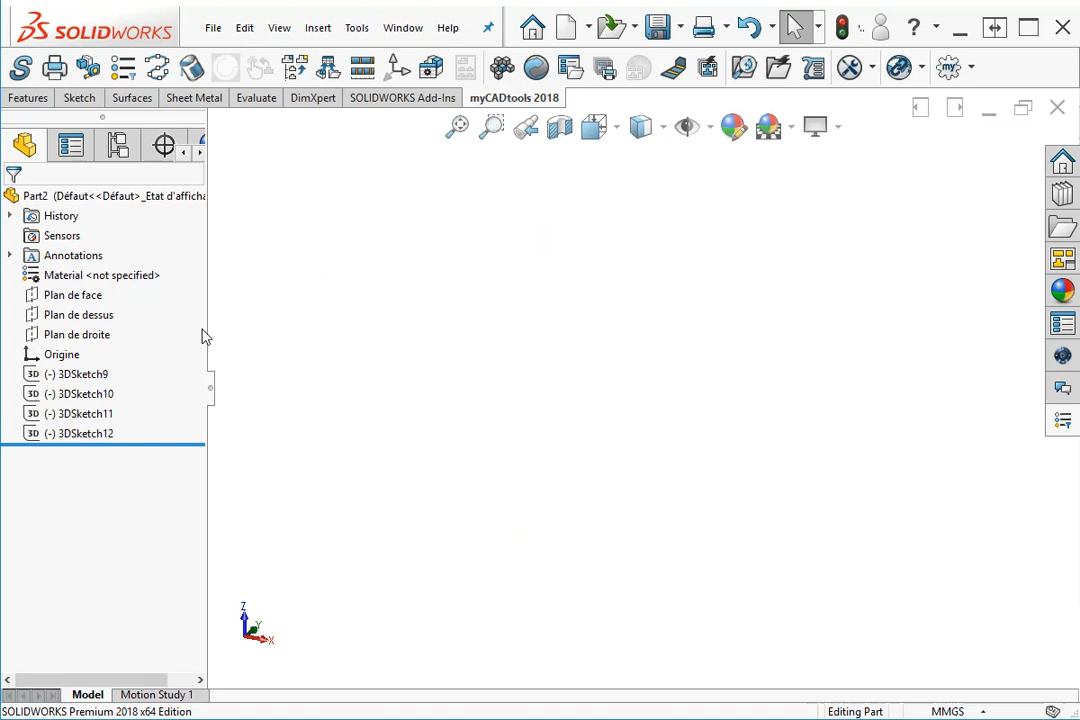 SOLIDWORKS
File Edit View Insert Tools Window Help
Features Sketch Surfaces Sheet Metal Evaluate DimXpert SOLIDWORKS Add-Ins myCADtools 2018
Part2 (Défaut<<Défaut>_Etat d'afficha
History
Sensors
A Annotations
Material <not specified>
Plan de face
Plan de dessus
Plan de droite
Origine
3D (-) 3DSketch9
3D (-) 3DSketch10
3D (-) 3DSketch11
3D (-) 3DSketch12
Z
Y
X
Model Motion Study 1
SOLIDWORKS Premium 2018 x64 Edition Editing Part MMGS